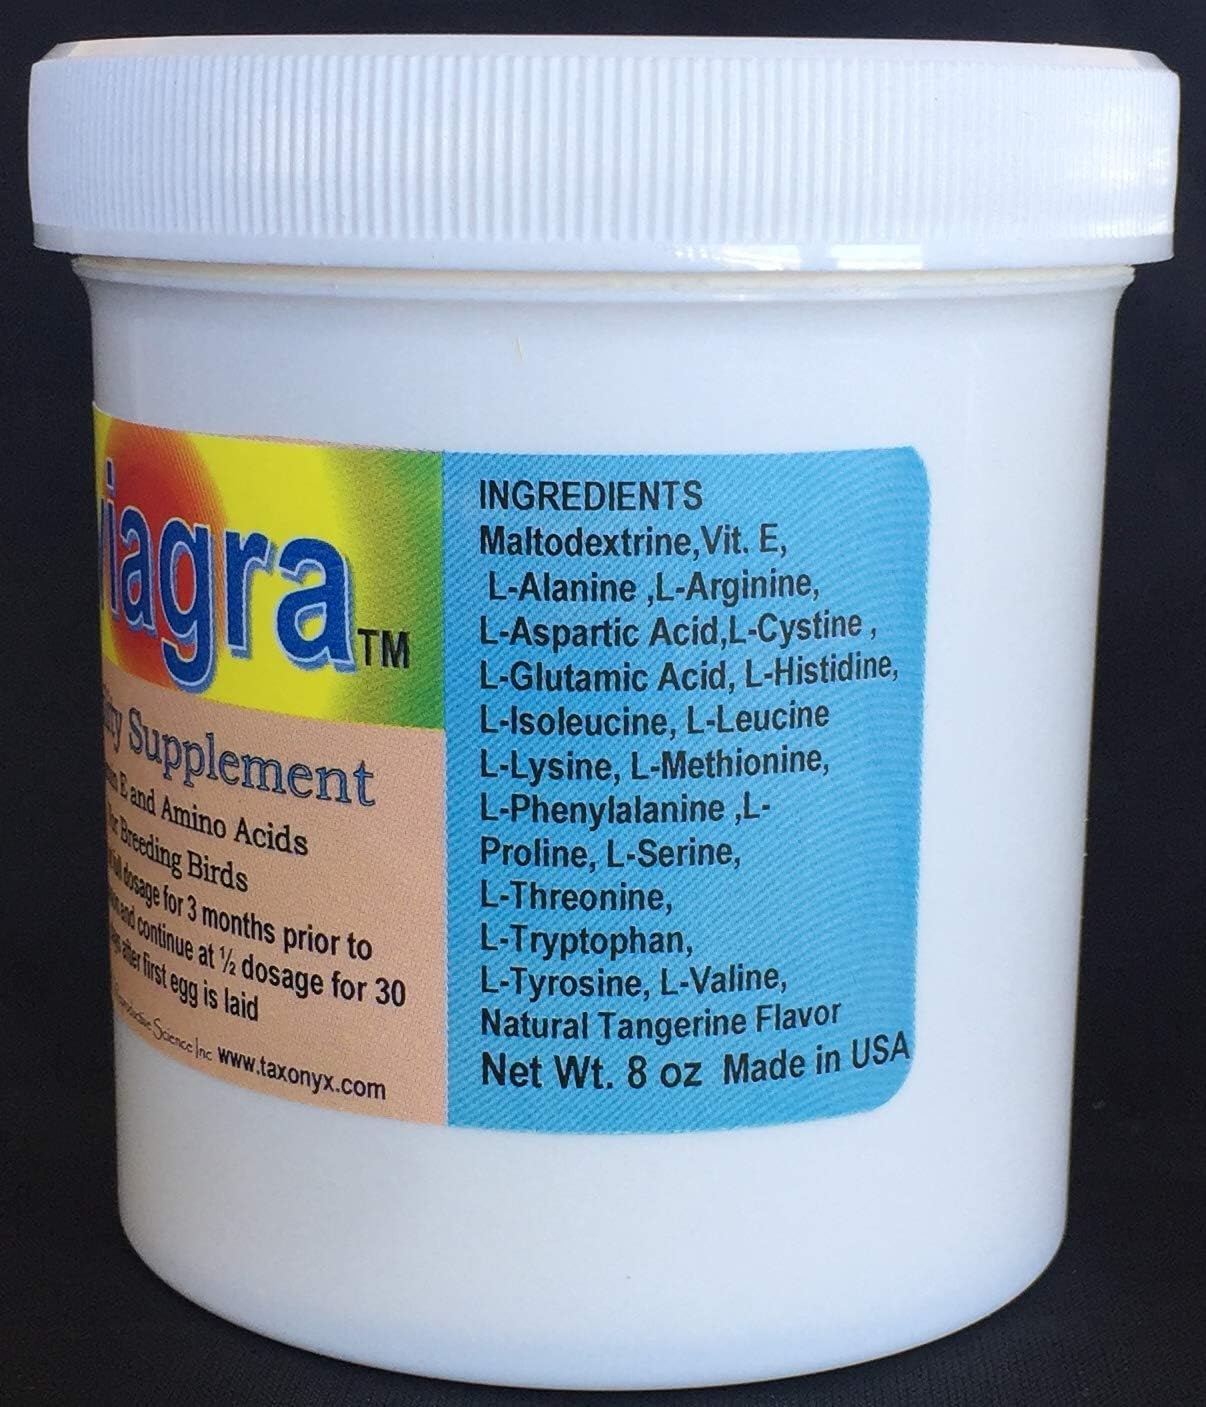 viagra TM
Supplement
E and Amino Acids
Breeding Birds
dosage for 3 months prior to
and continue at ½ dosage for 30
after first egg is laid
Science Inc www.taxonyx.com
INGREDIENTS
Maltodextrine,Vit. E,
L-Alanine ,L-Arginine,
L-Aspartic Acid,L-Cystine ,
L-Glutamic Acid, L-Histidine,
L-Isoleucine, L-Leucine
L-Lysine, L-Methionine,
L-Phenylalanine ,L-
Proline, L-Serine,
L-Threonine,
L-Tryptophan,
L-Tyrosine, L-Valine,
Natural Tangerine Flavor
Net Wt. 8 oz Made in USA